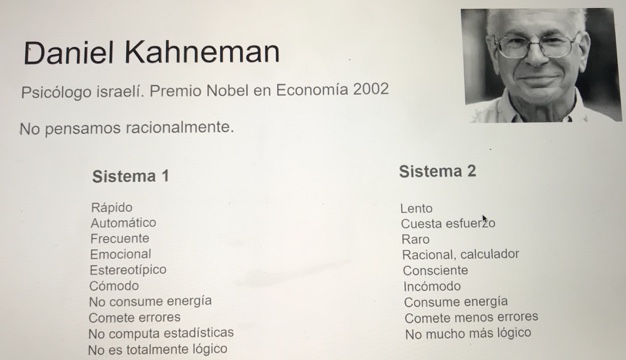 Daniel Kahneman
Psicólogo israelí. Premio Nobel en Economía 2002
No pensamos racionalmente.
Sistema 1
Rápido
Automático
Frecuente
Emocional
Estereotípico
Cómodo
No consume energía
Comete errores
No computa estadísticas
No es totalmente lógico
Sistema 2
Lento
Cuesta esfuerzo
Raro
Racional, calculador
Consciente
Incómodo
Consume energía
Comete menos errores
No mucho más lógico